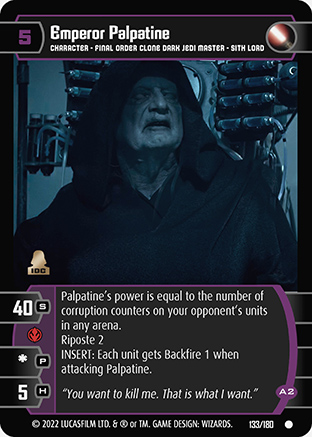 5 Emperor Palpatine
CHARACTER - FINAL ORDER CLONE DARK JEDI MASTER - SITH LORD
IDC
40 S
* P
5 H
Palpatine's power is equal to the number of
corruption counters on your opponent's units
in any arena.
Riposte 2
INSERT: Each unit gets Backfire 1 when
attacking Palpatine.
"You want to kill me. That is what I want."
A2
© 2022 LUCASFILM LTD. & ® or TM. GAME DESIGN: WIZARDS. 133/180